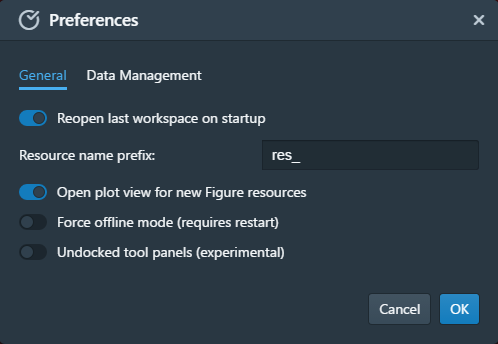 Preferences
General Data Management
Reopen last workspace on startup
Resource name prefix: res_
Open plot view for new Figure resources
Force offline mode (requires restart)
Undocked tool panels (experimental)
Cancel OK